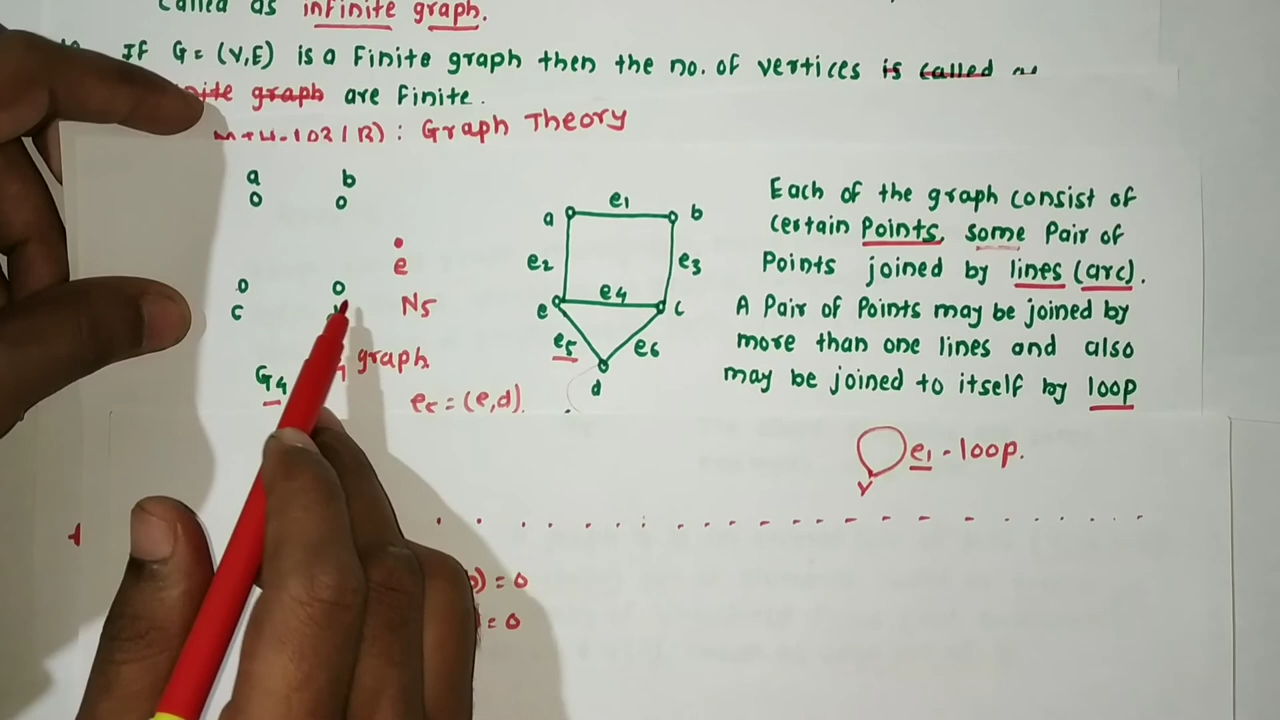 called as infinite graph.
If G = (V,E) is a Finite graph then the no. of vertices is called as
graph are Finite.
: Graph Theory
a b
e
c
N5
G4
graph.
e5 = (e,d).
a e1 b
e2 e3
e e4 c
e5 e6
d
Each of the graph consist of
certain Points, some Pair of
Points joined by lines (arc).
A Pair of Points may be joined by
more than one lines and also
may be joined to itself by loop
e1 - loop.
v
) = 0
= 0